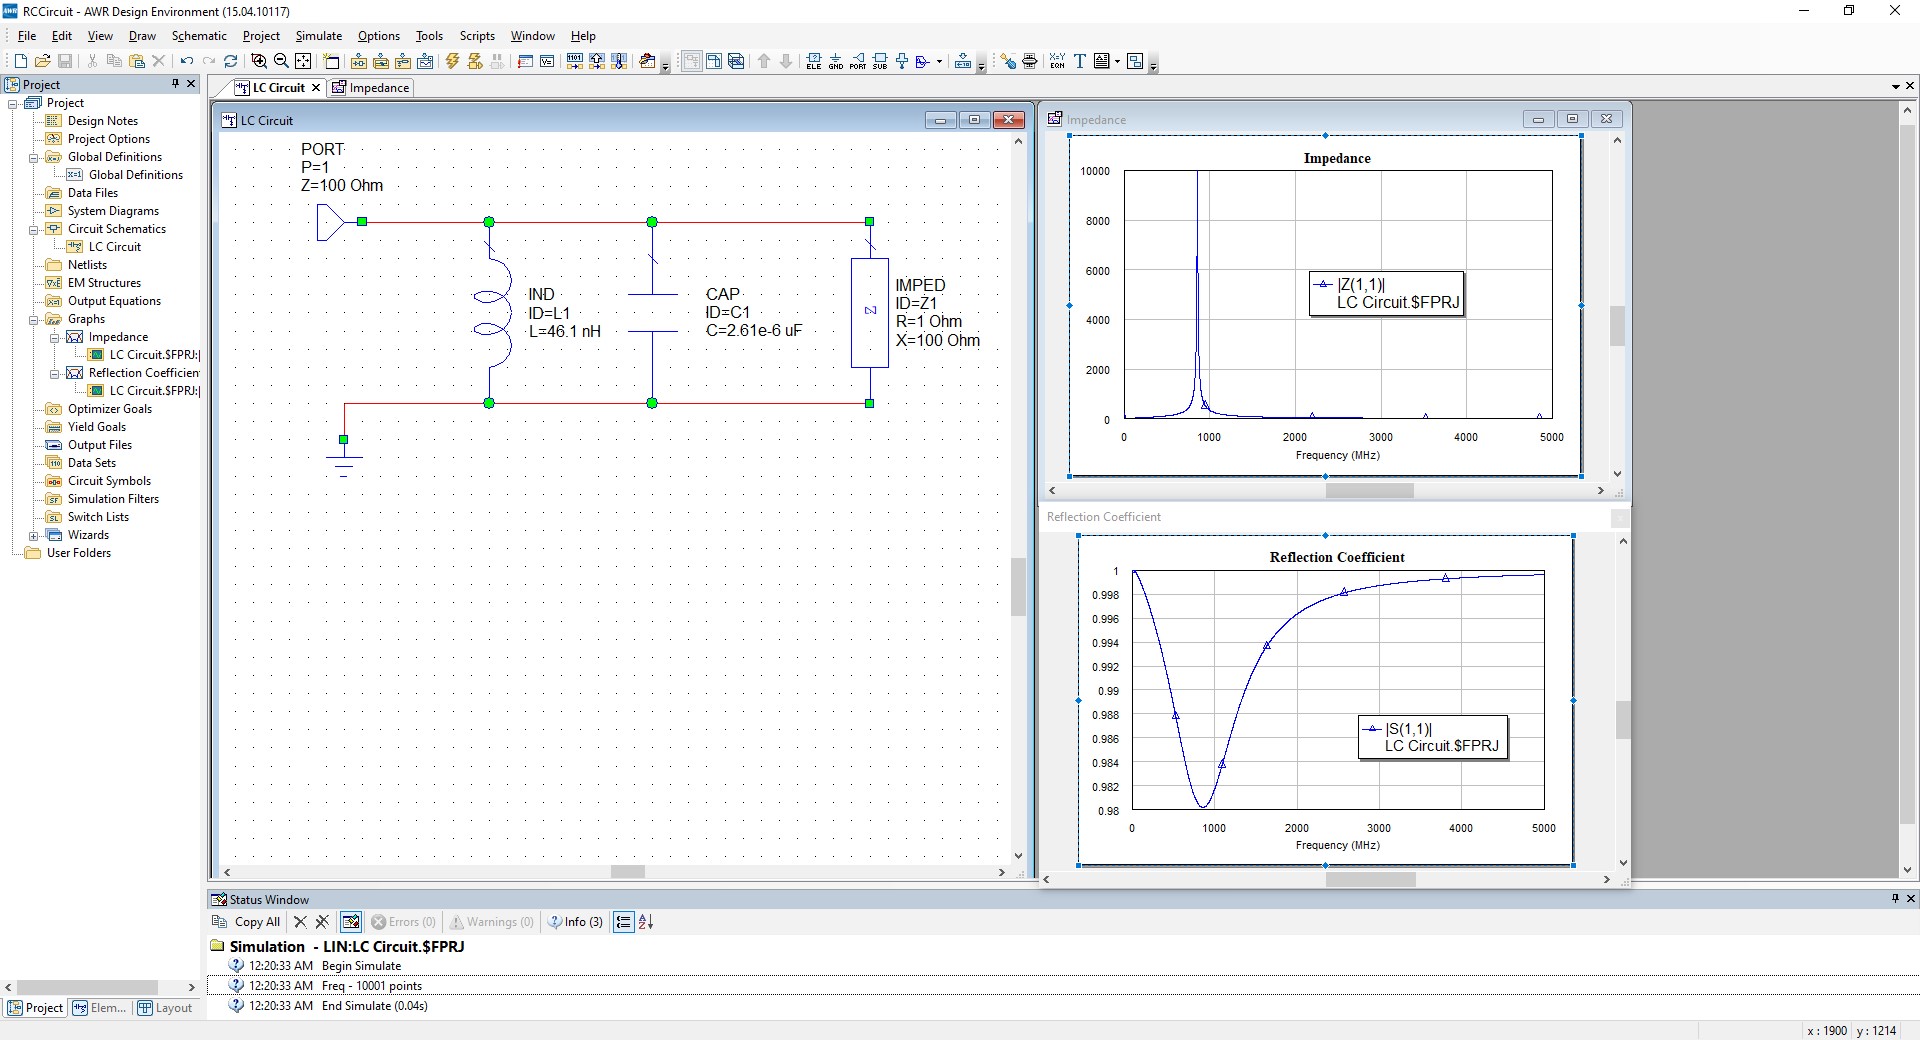 RCCircuit - AWR Design Environment (15.04.10117)
File Edit View Draw Schematic Project Simulate Options Tools Scripts Window Help
ELE GND PORT SUB
X=Y
EQN
Project
Project
Design Notes
Project Options
Global Definitions
Global Definitions
Data Files
System Diagrams
Circuit Schematics
LC Circuit
Netlists
EM Structures
Output Equations
Graphs
Impedance
LC Circuit.$FPRJ:|
Reflection Coefficien
LC Circuit.$FPRJ:|
Optimizer Goals
Yield Goals
Output Files
Data Sets
Circuit Symbols
Simulation Filters
Switch Lists
Wizards
User Folders
Project Elem... Layout
LC Circuit Impedance
LC Circuit
PORT
P=1
Z=100 Ohm
IND
ID=L1
L=46.1 nH
CAP
ID=C1
C=2.61e-6 uF
IMPED
ID=Z1
R=1 Ohm
X=100 Ohm
Impedance
Impedance
10000
8000
6000
4000
2000
0
0 1000 2000 3000 4000 5000
Frequency (MHz)
|Z(1,1)|
LC Circuit.$FPRJ
Reflection Coefficient
Reflection Coefficient
1
0.998
0.996
0.994
0.992
0.99
0.988
0.986
0.984
0.982
0.98
0 1000 2000 3000 4000 5000
Frequency (MHz)
|S(1,1)|
LC Circuit.$FPRJ
Status Window
Copy All Errors (0) Warnings (0) Info (3)
Simulation - LIN:LC Circuit.$FPRJ
12:20:33 AM Begin Simulate
12:20:33 AM Freq - 10001 points
12:20:33 AM End Simulate (0.04s)
x : 1900 y : 1214